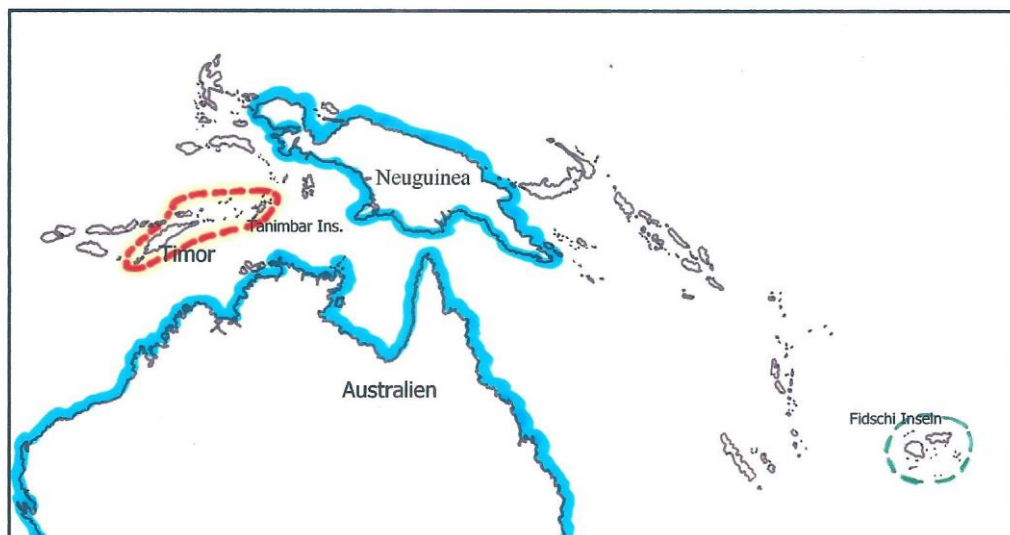 Neuguinea
Tanimbar Ins.
Timor
Australien
Fidschi Inseln